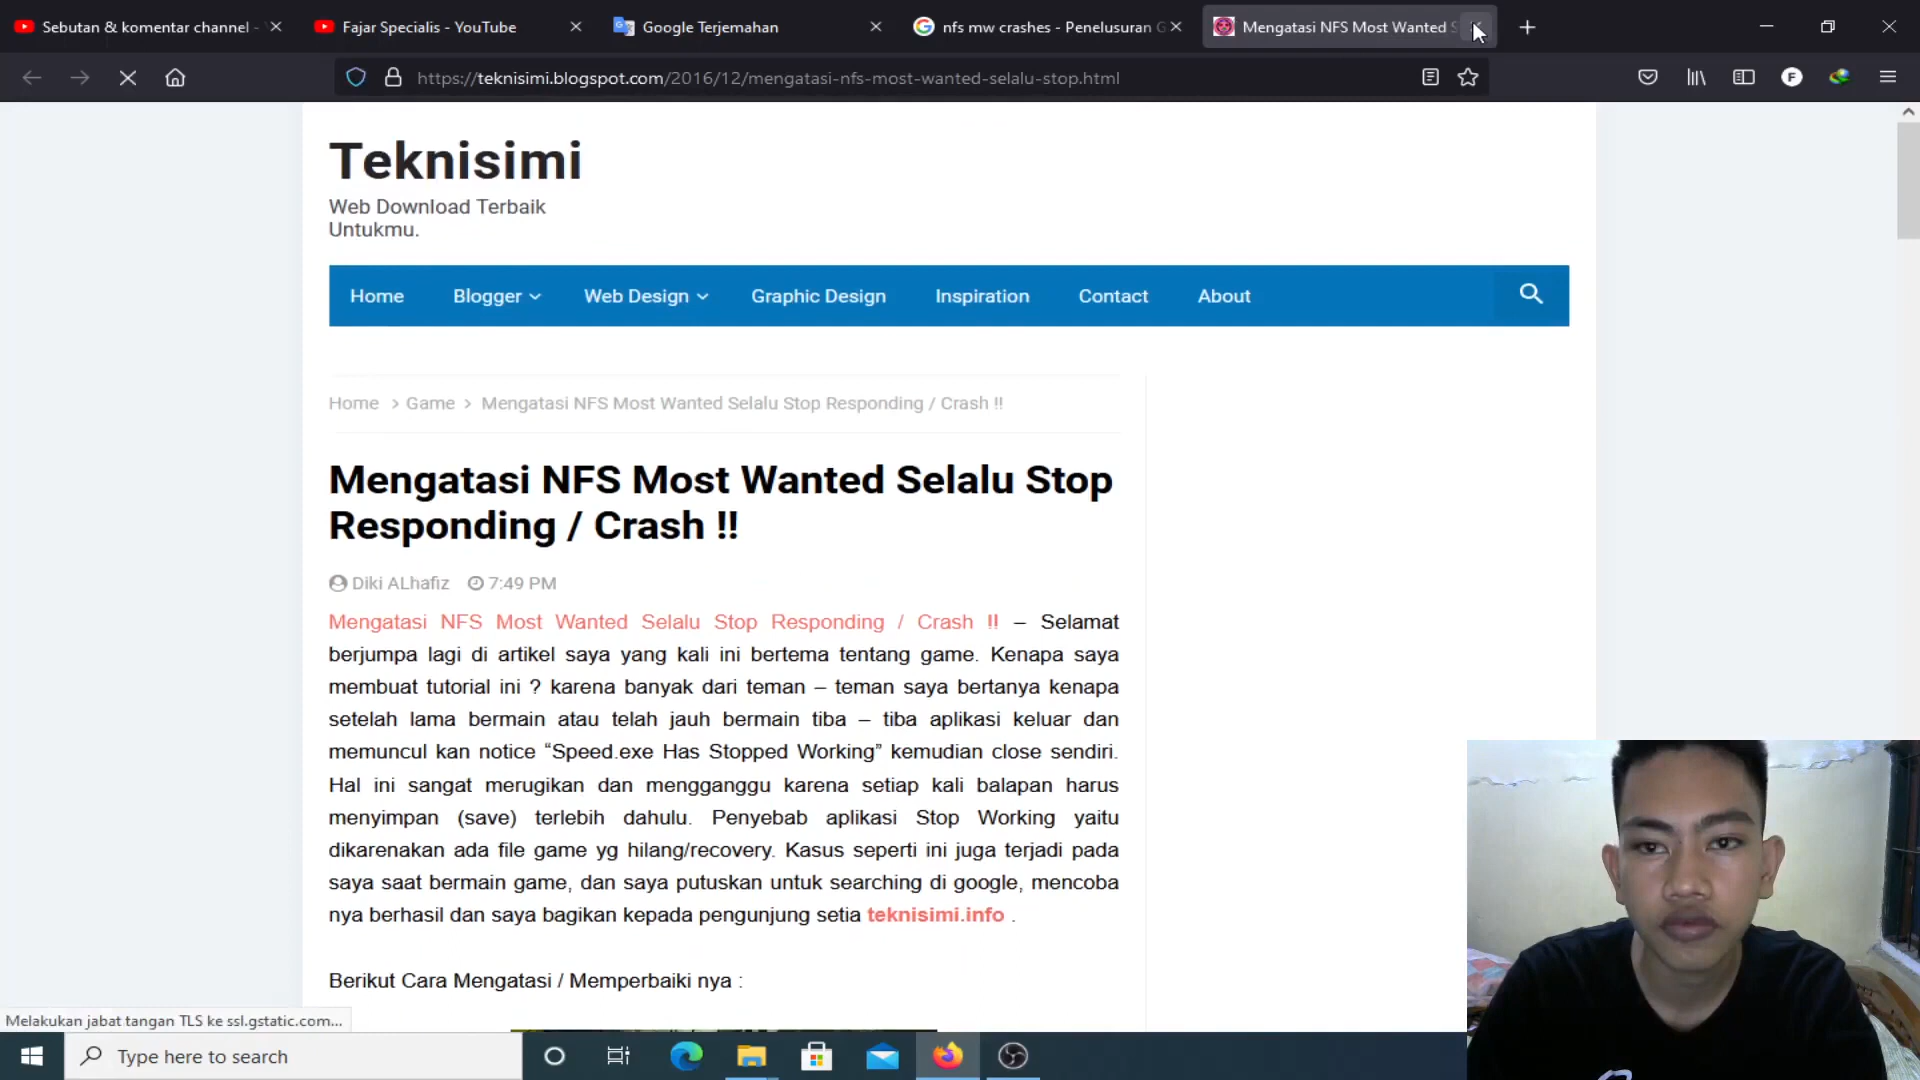 Sebutan & komentar channel -
Fajar Specialis - YouTube
Google Terjemahan
nfs mw crashes - Penelusuran G
Mengatasi NFS Most Wanted S
https://teknisimi.blogspot.com/2016/12/mengatasi-nfs-most-wanted-selalu-stop.html
F
Teknisimi
Web Download Terbaik
Untukmu.
Home
Blogger
Web Design
Graphic Design
Inspiration
Contact
About
Home > Game > Mengatasi NFS Most Wanted Selalu Stop Responding / Crash !!
Mengatasi NFS Most Wanted Selalu Stop
Responding / Crash !!
Diki ALhafiz 7:49 PM
Mengatasi NFS Most Wanted Selalu Stop Responding / Crash !! – Selamat
berjumpa lagi di artikel saya yang kali ini bertema tentang game. Kenapa saya
membuat tutorial ini ? karena banyak dari teman – teman saya bertanya kenapa
setelah lama bermain atau telah jauh bermain tiba – tiba aplikasi keluar dan
memuncul kan notice “Speed.exe Has Stopped Working” kemudian close sendiri.
Hal ini sangat merugikan dan mengganggu karena setiap kali balapan harus
menyimpan (save) terlebih dahulu. Penyebab aplikasi Stop Working yaitu
dikarenakan ada file game yg hilang/recovery. Kasus seperti ini juga terjadi pada
saya saat bermain game, dan saya putuskan untuk searching di google, mencoba
nya berhasil dan saya bagikan kepada pengunjung setia teknisimi.info .
Berikut Cara Mengatasi / Memperbaiki nya :
Melakukan jabat tangan TLS ke ssl.gstatic.com...
Type here to search